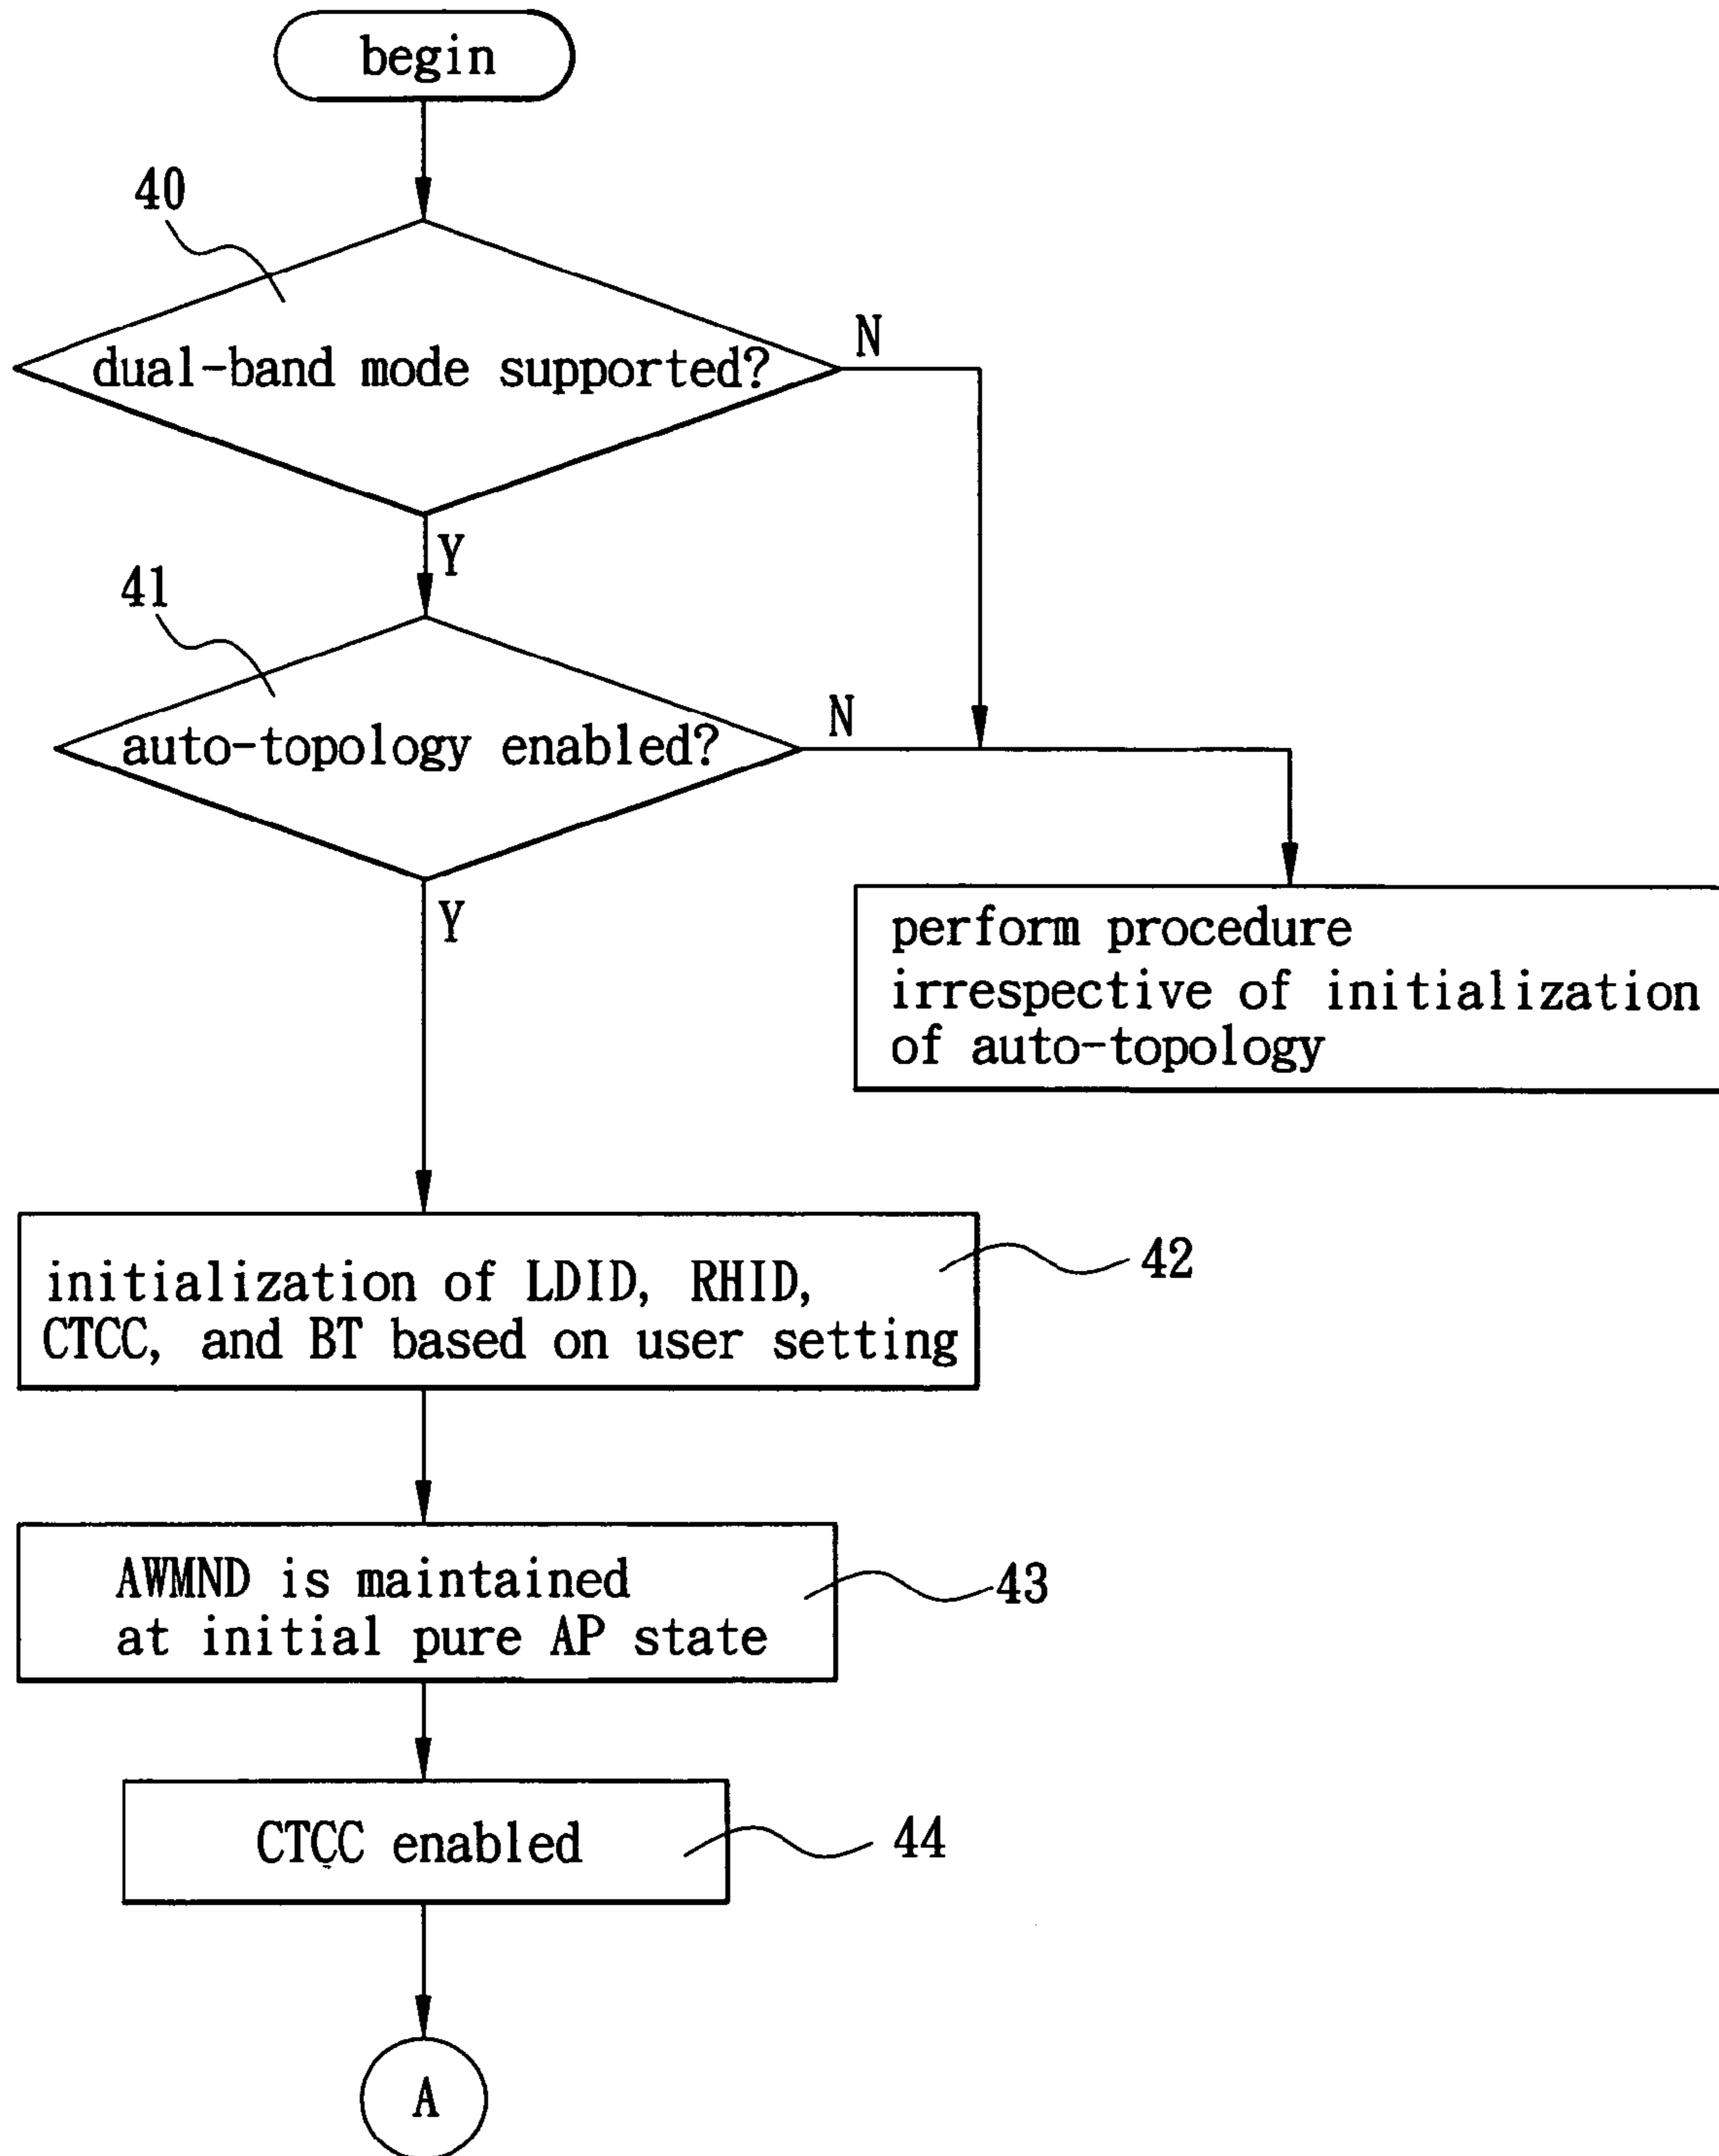 begin
40
dual-band mode supported?
N
Y
41
auto-topology enabled?
N
Y
perform procedure
irrespective of initialization
of auto-topology
initialization of LDID, RHID,
CTCC, and BT based on user setting
42
AWMND is maintained
at initial pure AP state
43
CTCC enabled
44
A